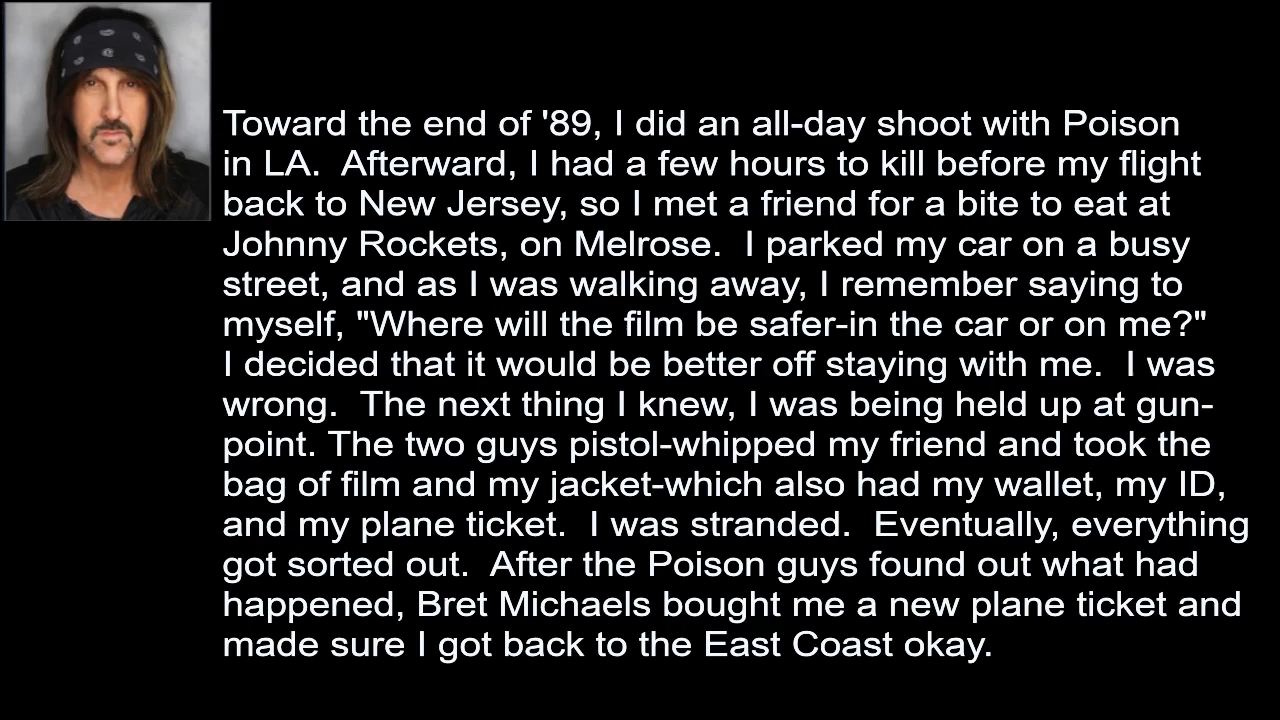 Toward the end of '89, I did an all-day shoot with Poison
in LA.  Afterward, I had a few hours to kill before my flight
back to New Jersey, so I met a friend for a bite to eat at
Johnny Rockets, on Melrose.  I parked my car on a busy
street, and as I was walking away, I remember saying to
myself, "Where will the film be safer-in the car or on me?"
I decided that it would be better off staying with me.  I was
wrong.  The next thing I knew, I was being held up at gun-
point. The two guys pistol-whipped my friend and took the
bag of film and my jacket-which also had my wallet, my ID,
and my plane ticket.  I was stranded.  Eventually, everything
got sorted out.  After the Poison guys found out what had
happened, Bret Michaels bought me a new plane ticket and
made sure I got back to the East Coast okay.